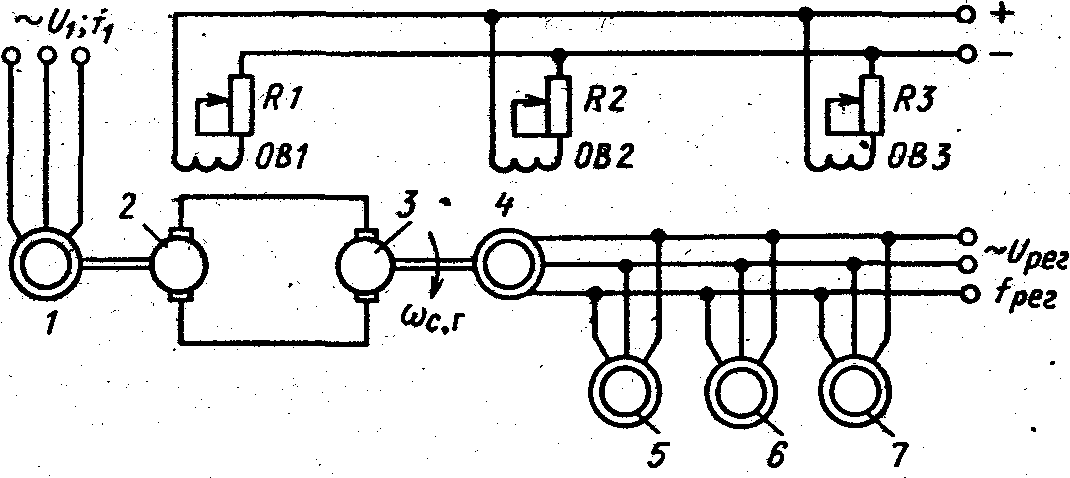 ~U₁; f₁
+
−
R1
R2
R3
ОВ1
ОВ2
ОВ3
2
3
4
~Uрег
fрег
ωс.г
1
5
6
7